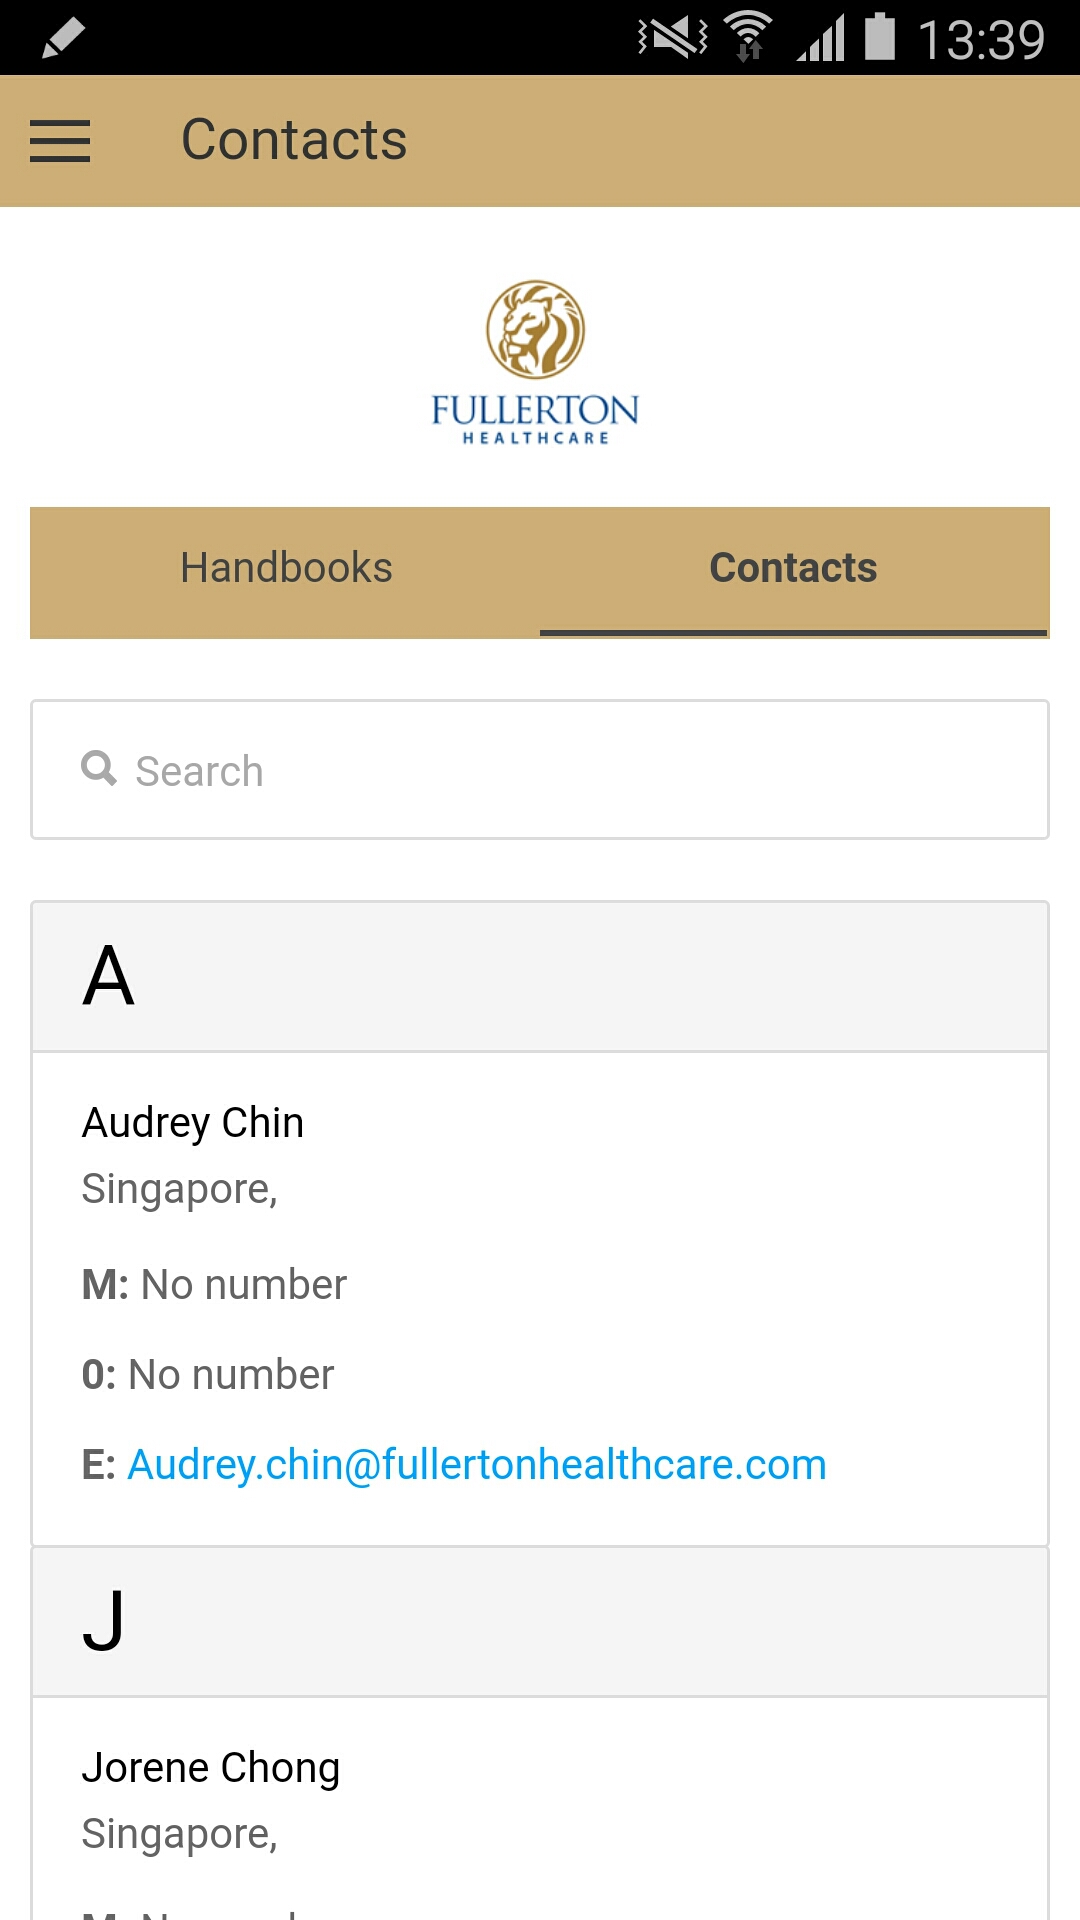 13:39
Contacts
FULLERTON
HEALTHCARE
Handbooks Contacts
Search
A
Audrey Chin
Singapore,
M: No number
0: No number
E: Audrey.chin@fullertonhealthcare.com
J
Jorene Chong
Singapore,